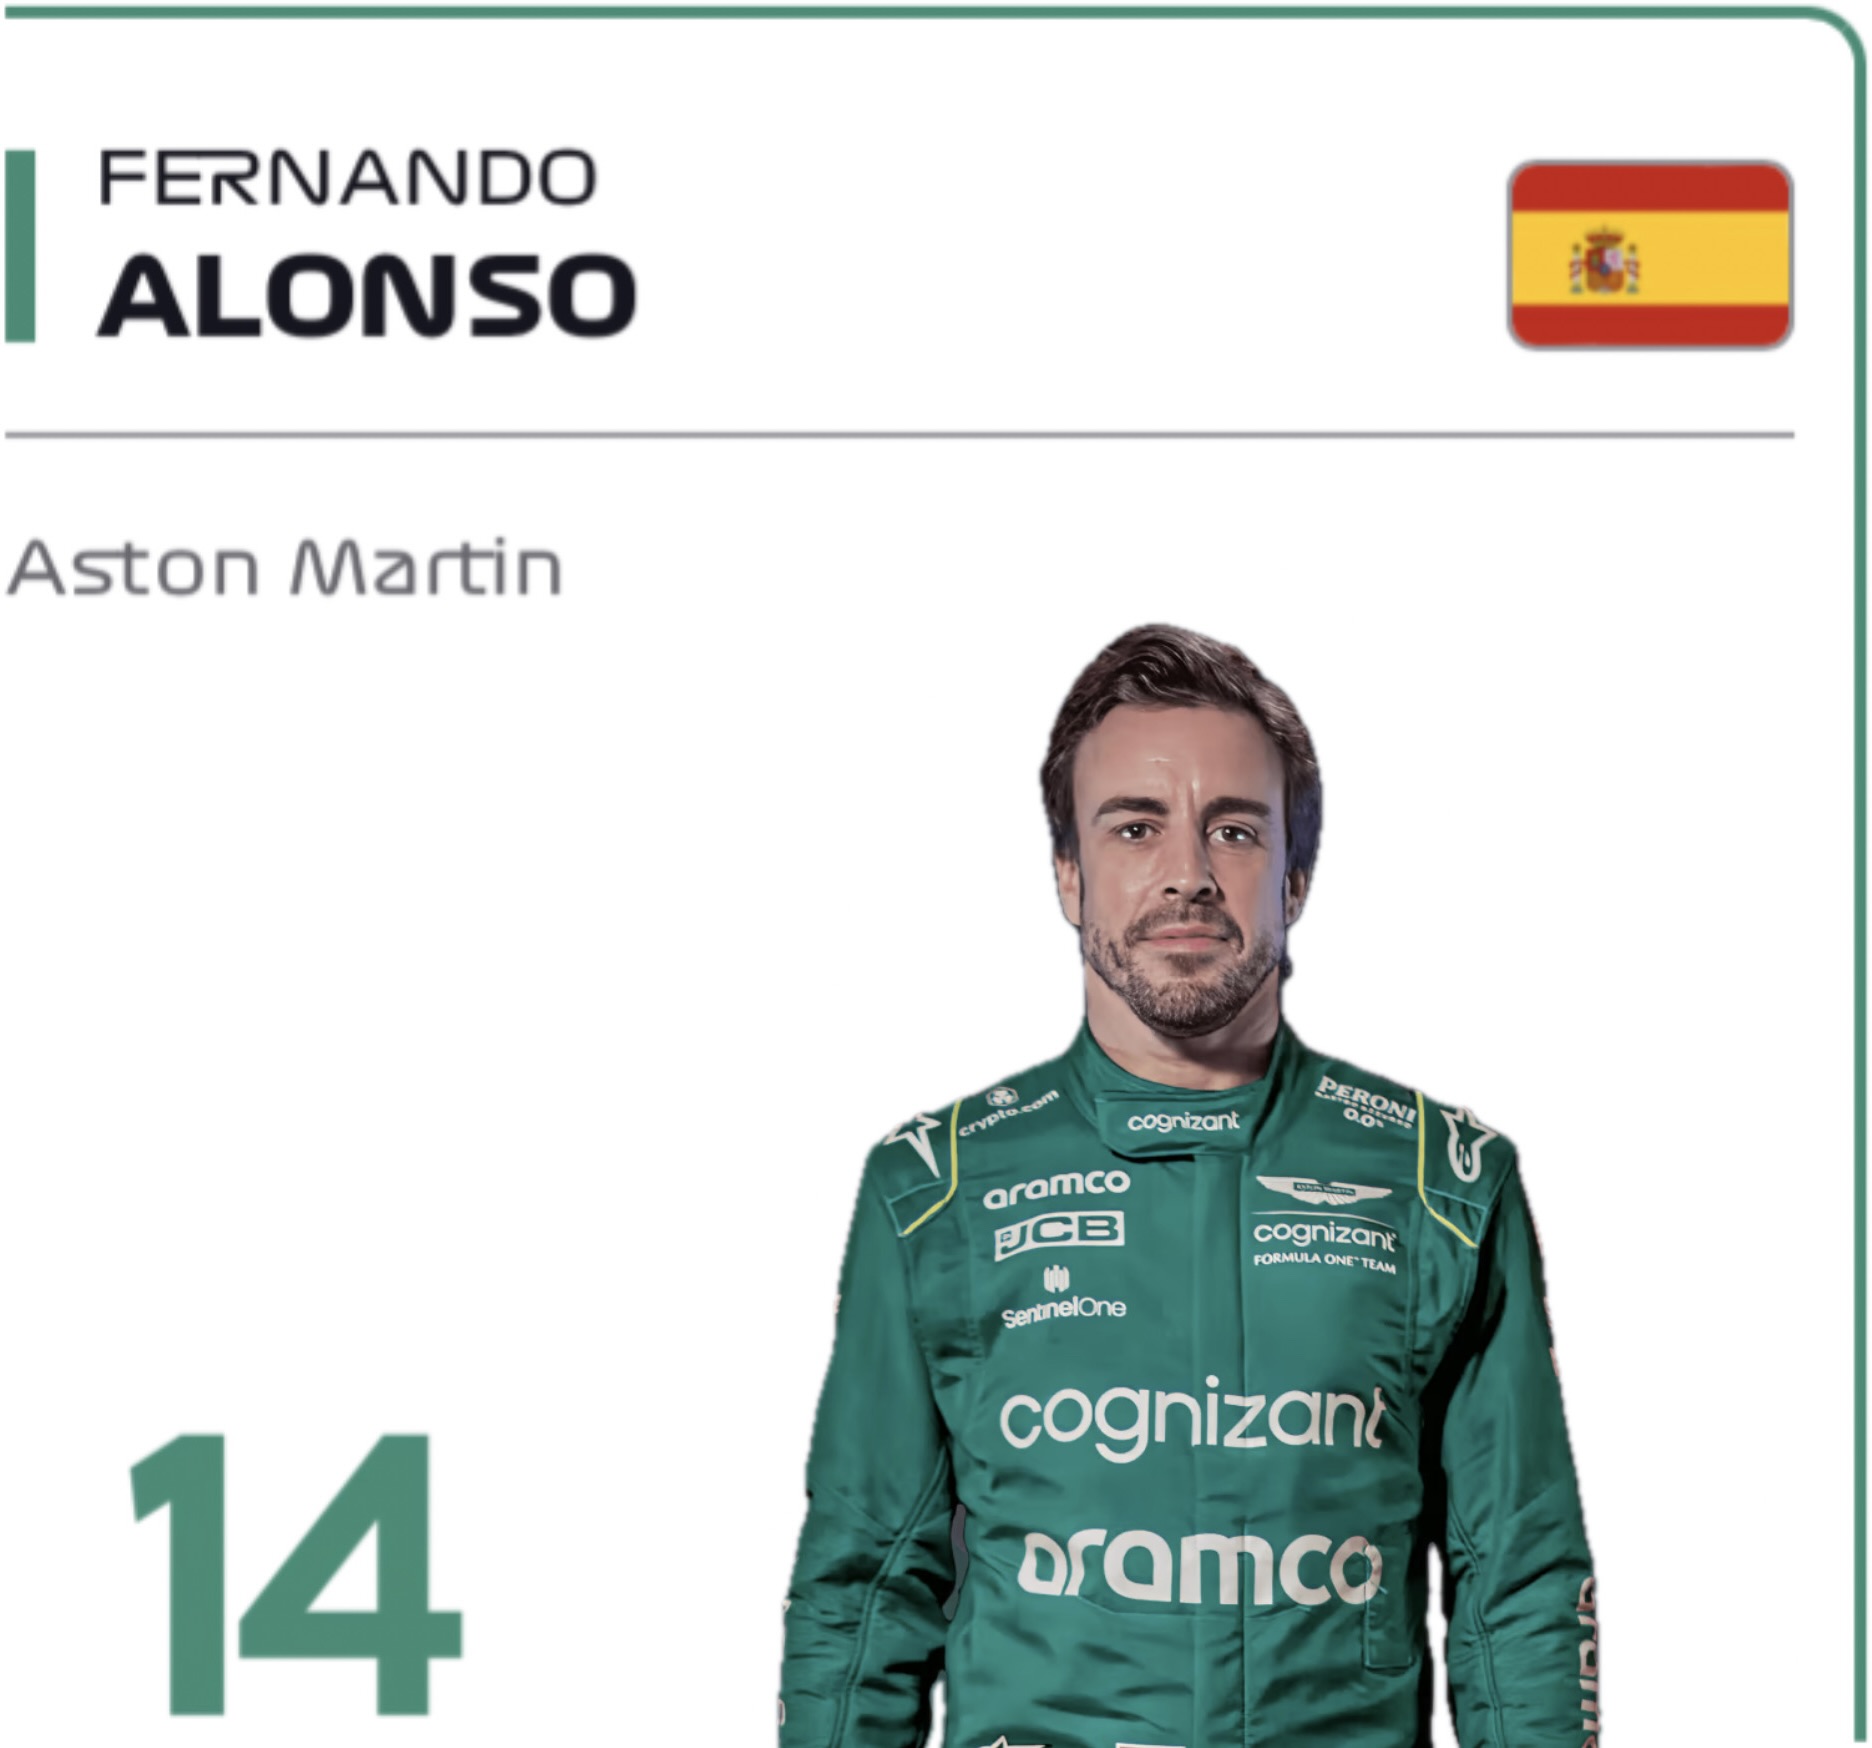 FERNANDO
ALONSO
Aston Martin
crypto.com
cognizant
PERONI
0.0%
aramco
JCB
SentinelOne
ASTON MARTIN
cognizant
FORMULA ONE™ TEAM
cognizant
aramco
14